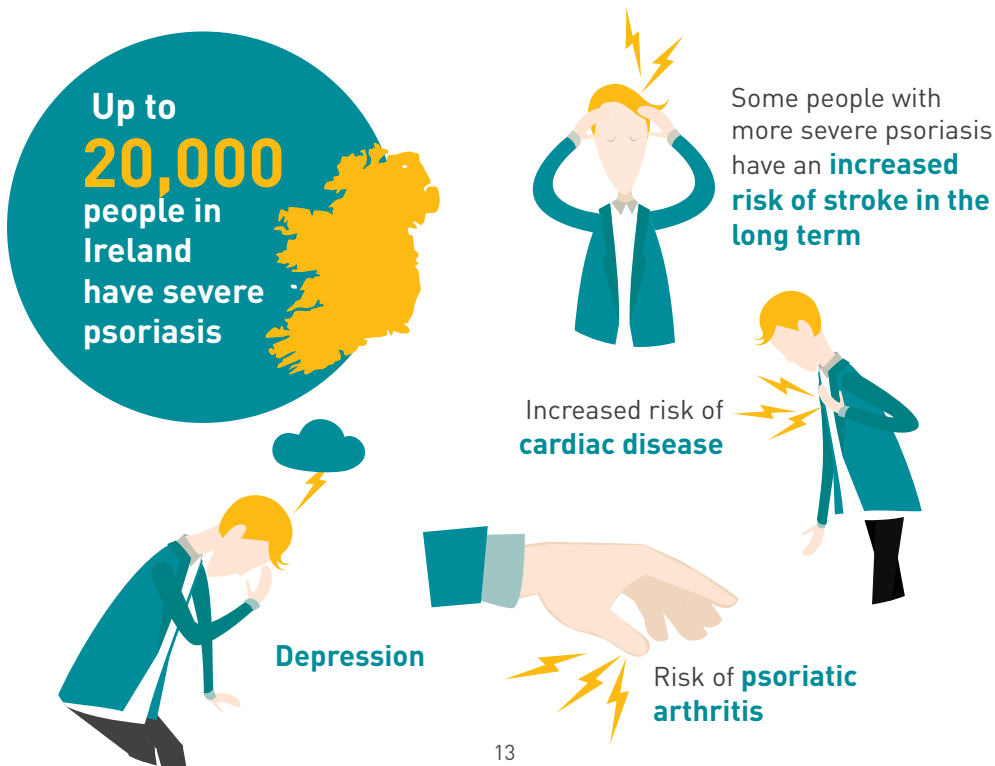 Up to
20,000
people in
Ireland
have severe
psoriasis
Some people with
more severe psoriasis
have an increased
risk of stroke in the
long term
Increased risk of
cardiac disease
Depression
Risk of psoriatic
arthritis
13